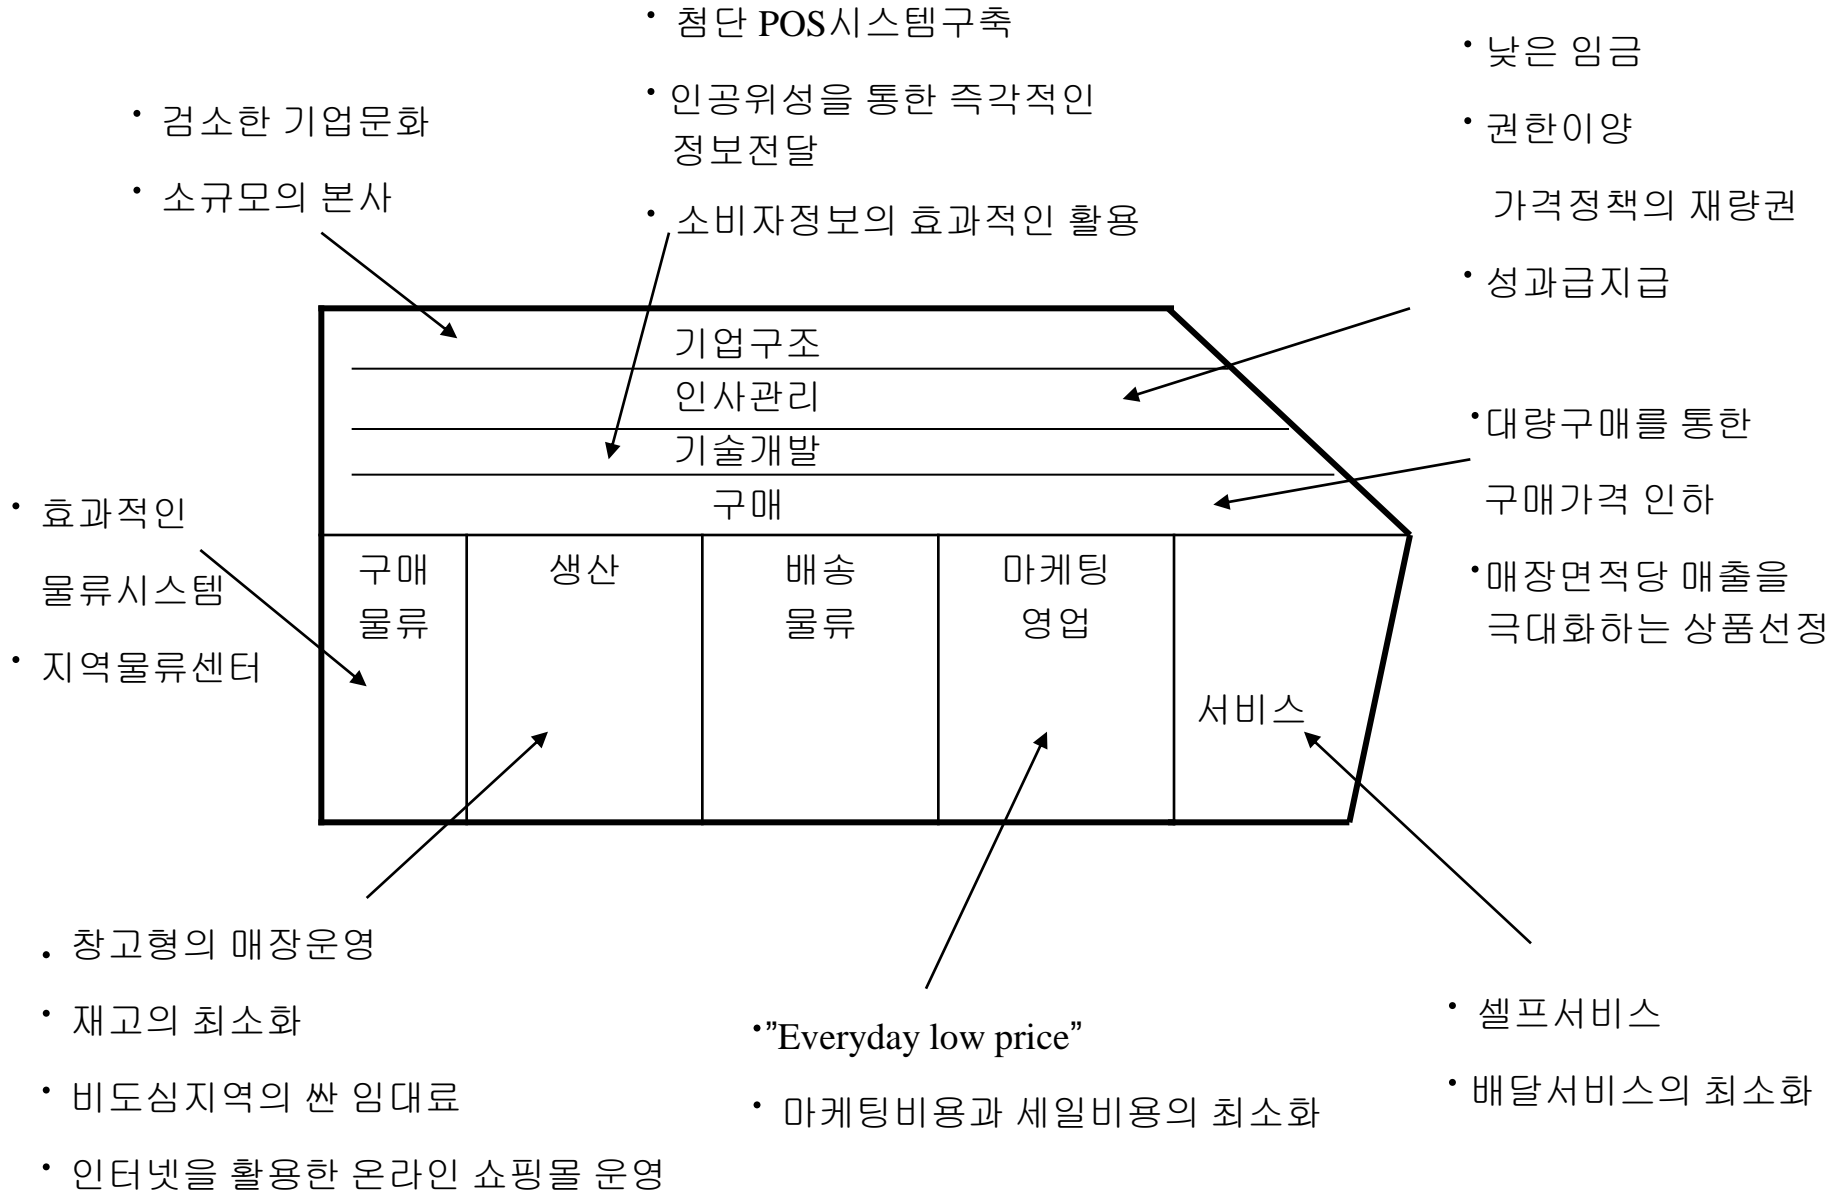 · 첨단 POS시스템구축
· 인공위성을 통한 즉각적인
정보전달
· 소비자정보의 효과적인 활용
· 검소한 기업문화
· 소규모의 본사
· 낮은 임금
· 권한이양
가격정책의 재량권
· 성과급지급
기업구조
인사관리
기술개발
구매
· 대량구매를 통한
구매가격 인하
· 매장면적당 매출을
극대화하는 상품선정
· 효과적인
물류시스템
· 지역물류센터
구매
물류
생산
배송
물류
마케팅
영업
서비스
· 창고형의 매장운영
· 재고의 최소화
· 비도심지역의 싼 임대료
· 인터넷을 활용한 온라인 쇼핑몰 운영
·”Everyday low price”
· 마케팅비용과 세일비용의 최소화
· 셀프서비스
· 배달서비스의 최소화